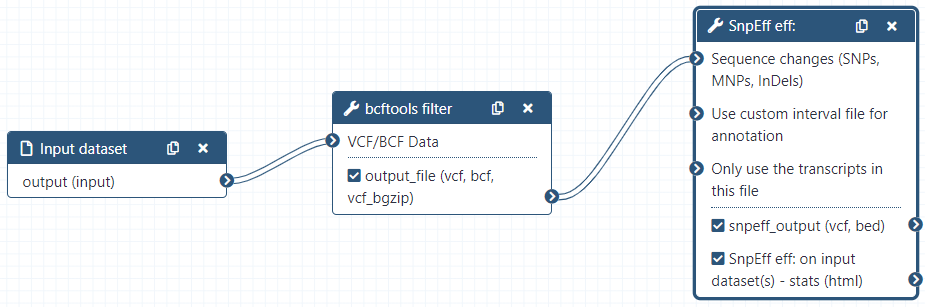 Input dataset
output (input)
bcftools filter
VCF/BCF Data
output_file (vcf, bcf,
vcf_bgzip)
SnpEff eff:
Sequence changes (SNPs,
MNPs, InDels)
Use custom interval file for
annotation
Only use the transcripts in
this file
snpeff_output (vcf, bed)
SnpEff eff: on input
dataset(s) - stats (html)